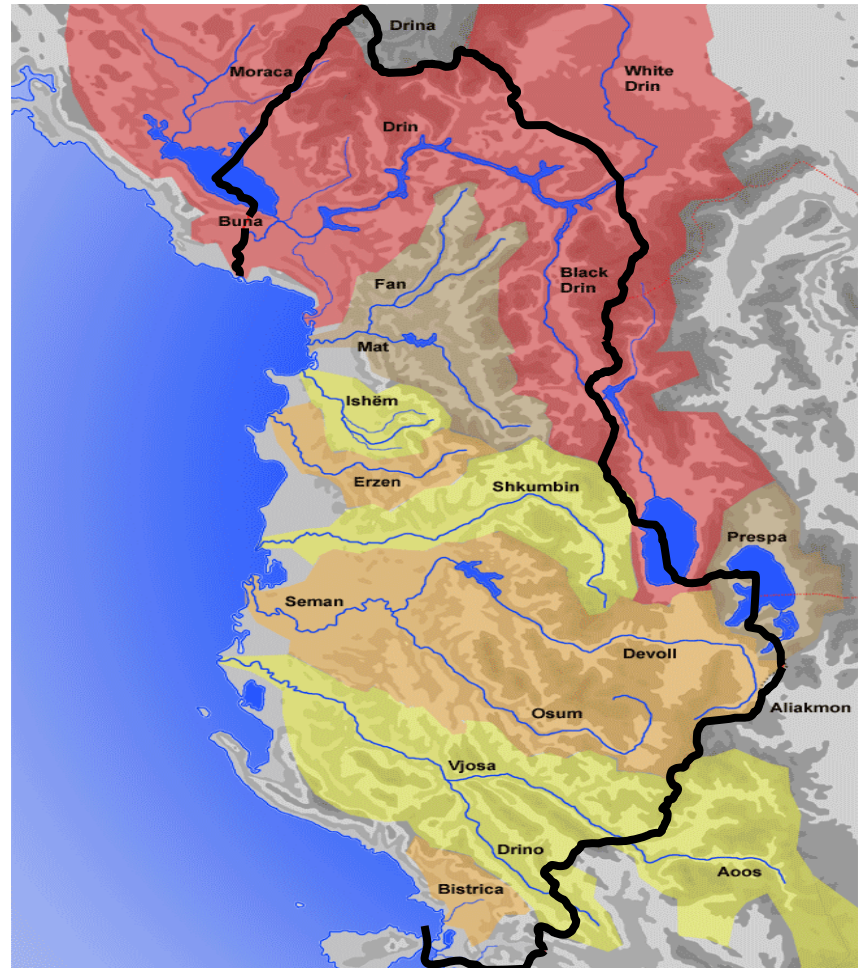 Drina
Moraca
White
Drin
Drin
Buna
Black
Drin
Fan
Mat
Ishëm
Erzen
Shkumbin
Prespa
Seman
Devoll
Aliakmon
Osum
Vjosa
Drino
Aoos
Bistrica